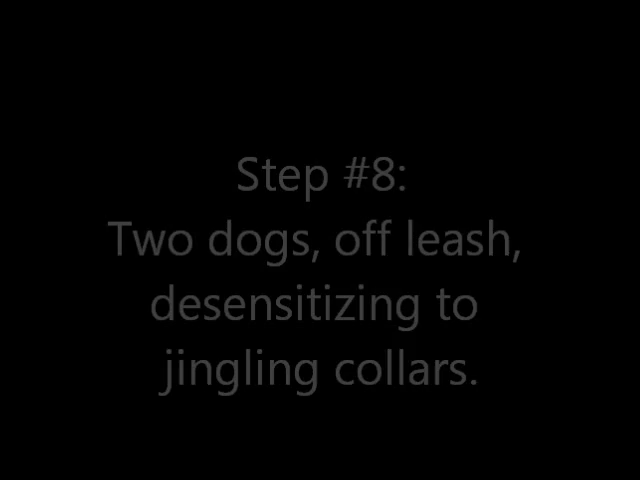 Step #8:
Two dogs, off leash,
desensitizing to
jingling collars.